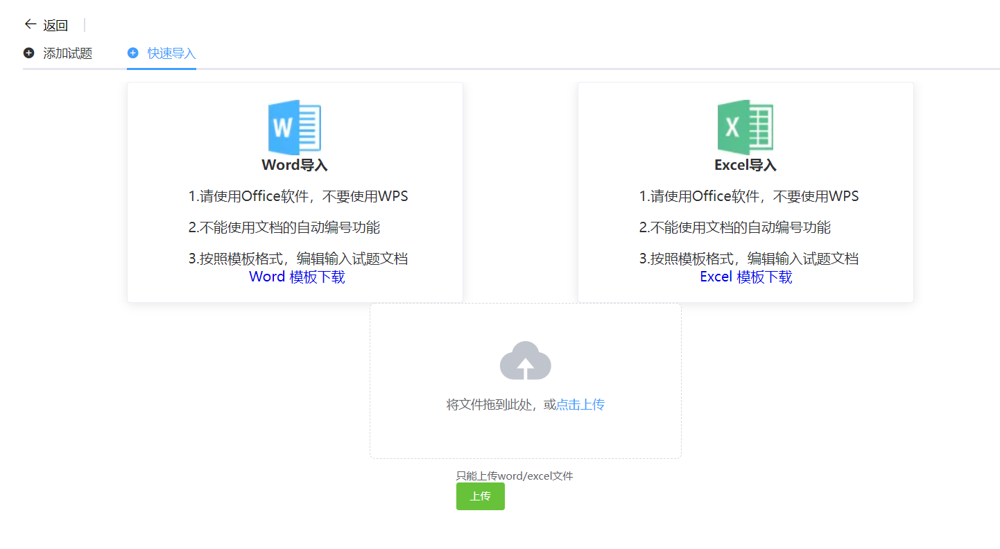 返回
添加试题
快速导入
W
Word导入
1.请使用Office软件，不要使用WPS
2.不能使用文档的自动编号功能
3.按照模板格式，编辑输入试题文档
Word 模板下载
X
Excel导入
1.请使用Office软件，不要使用WPS
2.不能使用文档的自动编号功能
3.按照模板格式，编辑输入试题文档
Excel 模板下载
将文件拖到此处，或点击上传
只能上传word/excel文件
上传